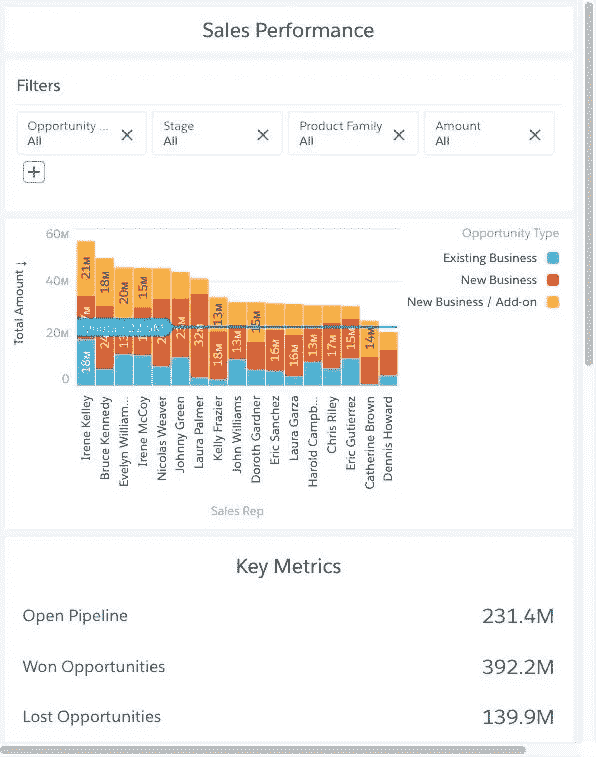 Sales Performance
Filters
Opportunity ...
All
Stage
All
Product Family
All
Amount
All
60M
40M
20M
0
Total Amount ↓
21M
18M
18M
20M
15M
32M
13M
18M
13M
15M
16M
16M
13M
17M
15M
14M
Opportunity Type
Existing Business
New Business
New Business / Add-on
Irene Kelley
Bruce Kennedy
Evelyn William...
Irene McCoy
Nicolas Weaver
Johnny Green
Laura Palmer
Kelly Frazier
John Williams
Doroth Gardner
Eric Sanchez
Laura Garza
Harold Campb...
Chris Riley
Eric Gutierrez
Catherine Brown
Dennis Howard
Sales Rep
Key Metrics
Open Pipeline
231.4M
Won Opportunities
392.2M
Lost Opportunities
139.9M